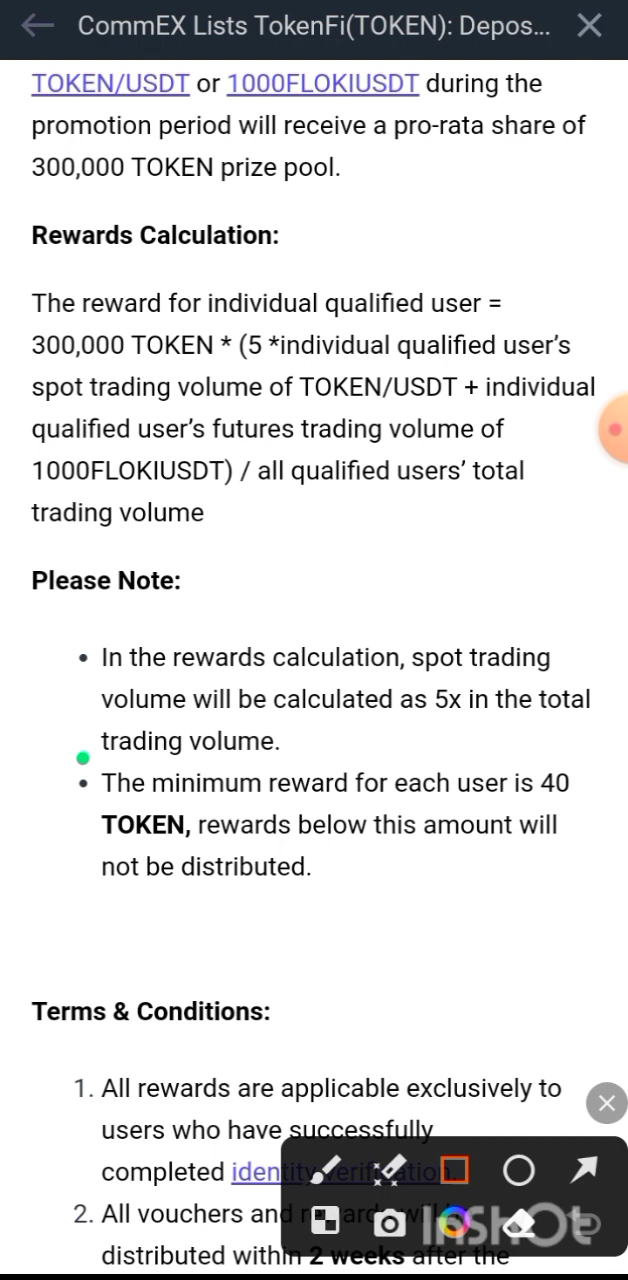 CommEX Lists TokenFi(TOKEN): Depos...
TOKEN/USDT or 1000FLOKIUSDT during the
promotion period will receive a pro-rata share of
300,000 TOKEN prize pool.
Rewards Calculation:
The reward for individual qualified user =
300,000 TOKEN * (5 *individual qualified user’s
spot trading volume of TOKEN/USDT + individual
qualified user’s futures trading volume of
1000FLOKIUSDT) / all qualified users’ total
trading volume
Please Note:
• In the rewards calculation, spot trading
volume will be calculated as 5x in the total
trading volume.
• The minimum reward for each user is 40
TOKEN, rewards below this amount will
not be distributed.
Terms & Conditions:
1. All rewards are applicable exclusively to
users who have successfully
completed identity verification.
2. All vouchers and rewards will be
distributed within 2 weeks after the
InShOt